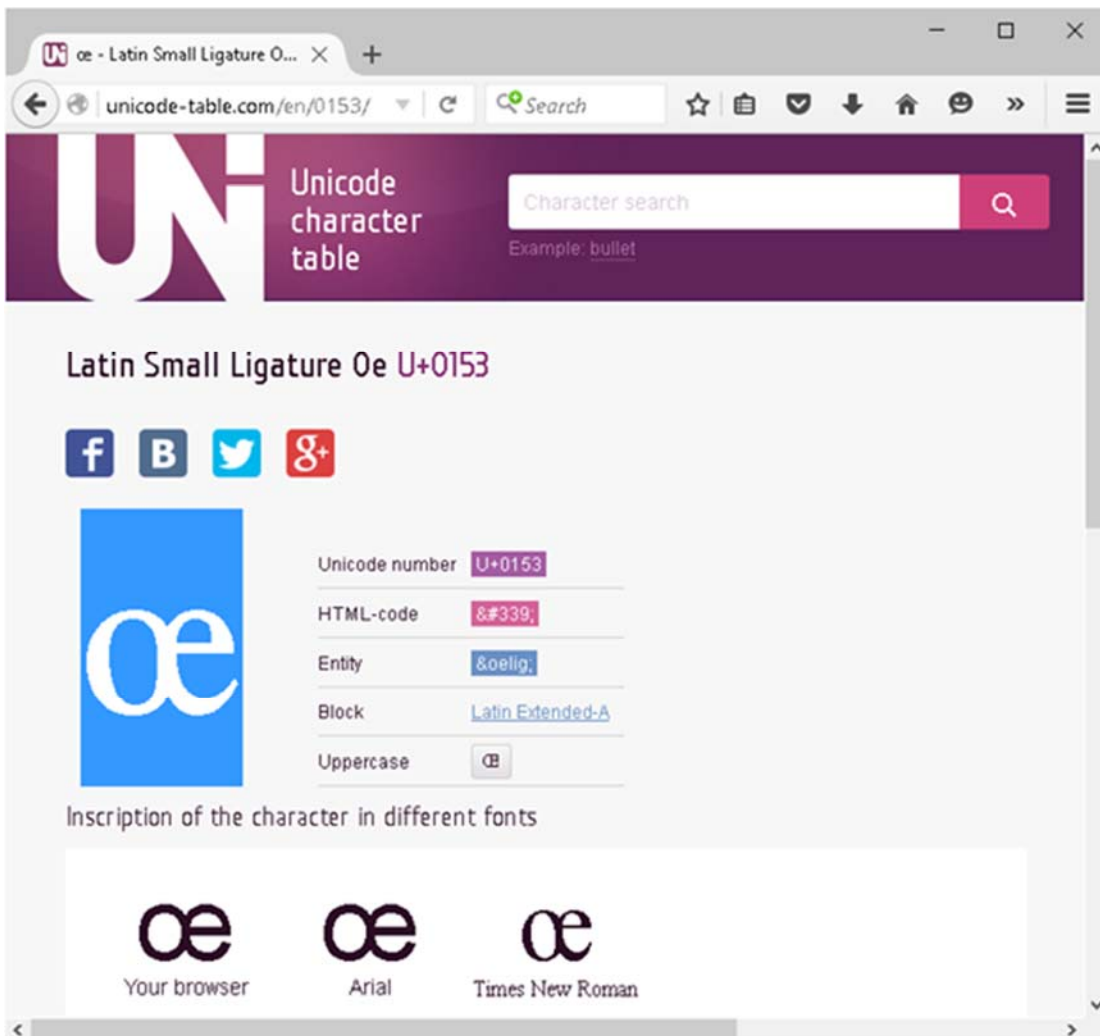 œ - Latin Small Ligature O...
unicode-table.com/en/0153/
Search
UNi
Unicode
character
table
Character search
Example: bullet
Latin Small Ligature Oe U+0153
f B g+
œ
Unicode number U+0153
HTML-code &#339;
Entity &oelig;
Block Latin Extended-A
Uppercase Œ
Inscription of the character in different fonts
œ œ œ
Your browser Arial Times New Roman